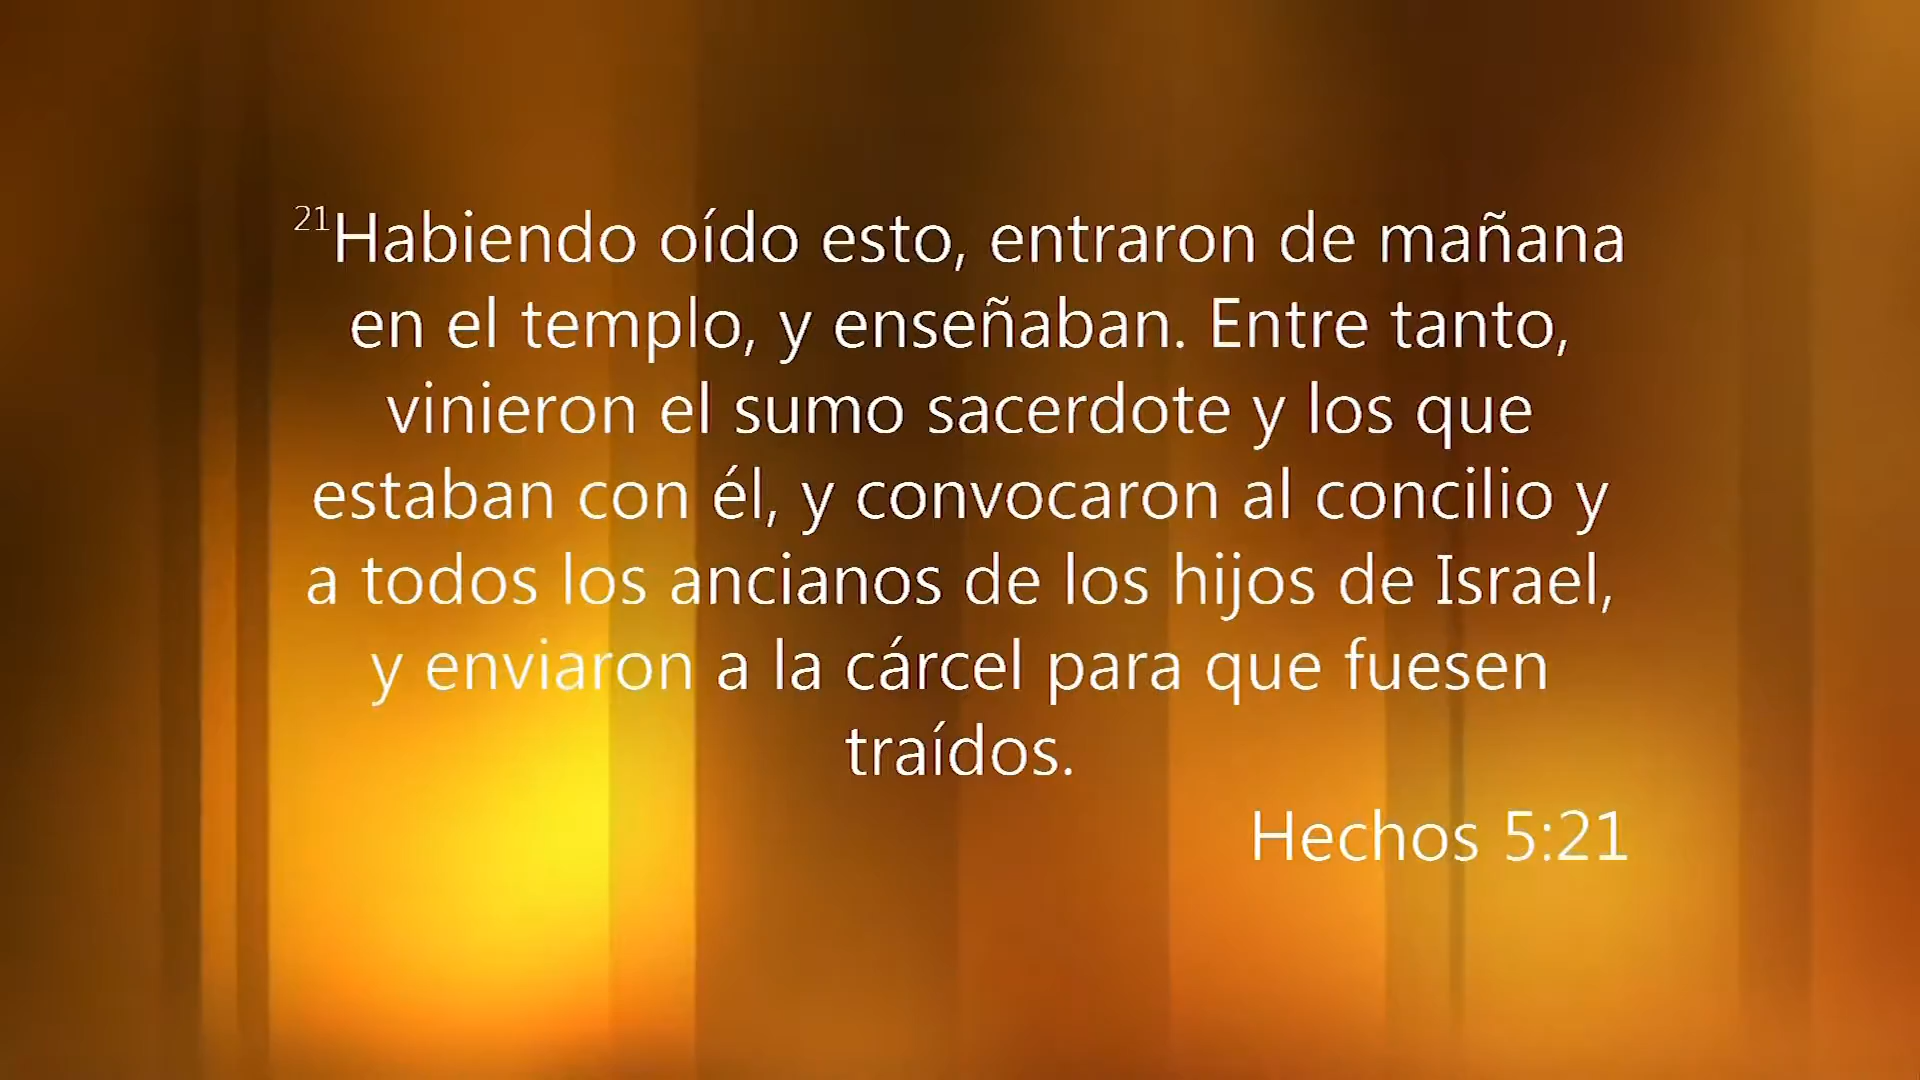 21Habiendo oído esto, entraron de mañana
en el templo, y enseñaban. Entre tanto,
vinieron el sumo sacerdote y los que
estaban con él, y convocaron al concilio y
a todos los ancianos de los hijos de Israel,
y enviaron a la cárcel para que fuesen
traídos.
Hechos 5:21